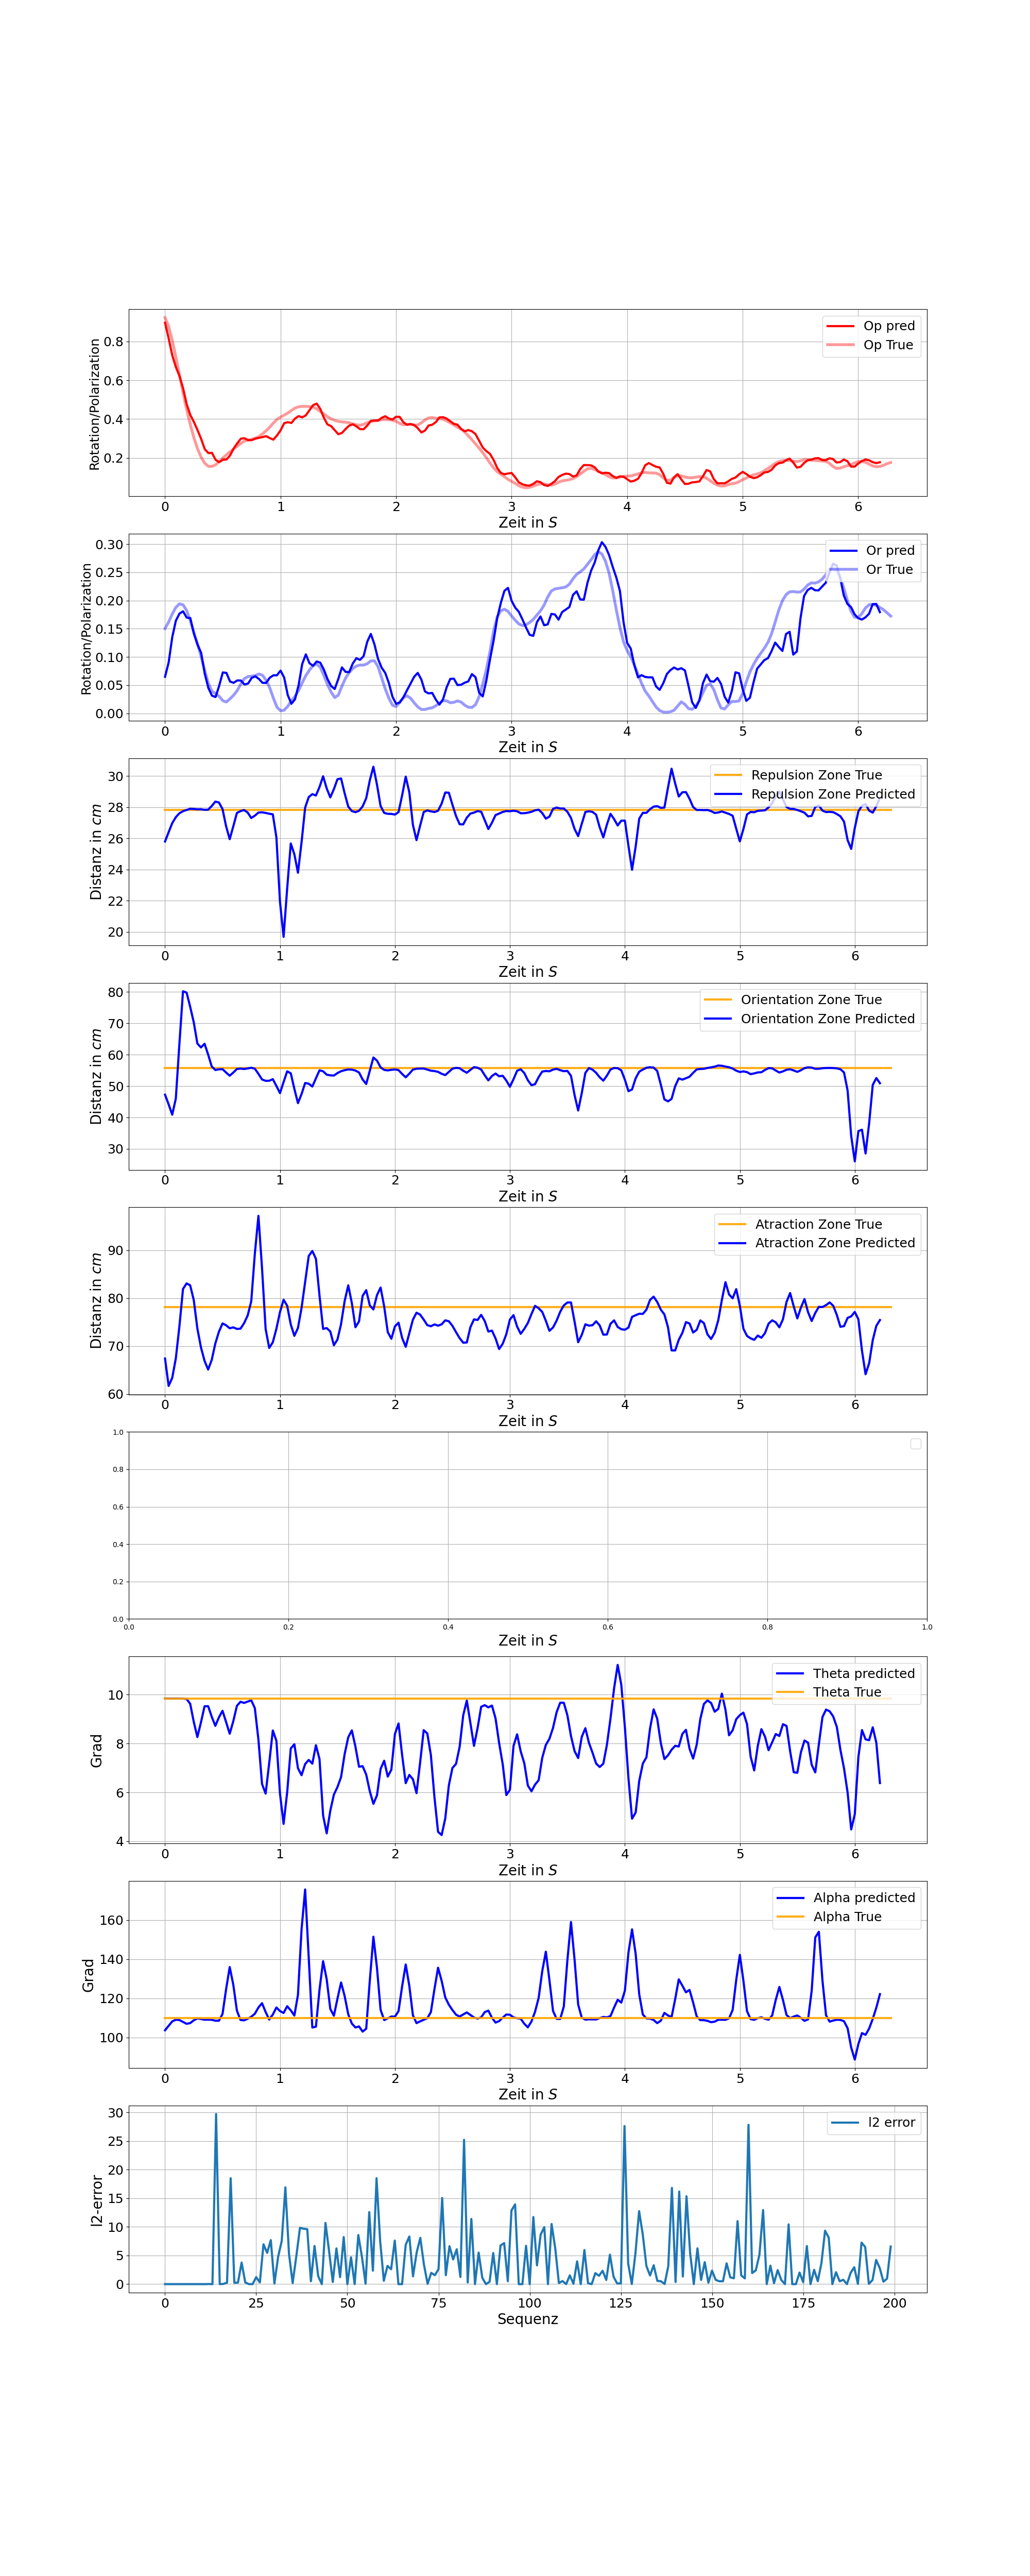 Rotation/Polarization
0.8
0.6
0.4
0.2
Op pred
Op True
0 1 2 3 4 5 6
Zeit in S
Rotation/Polarization
0.30
0.25
0.20
0.15
0.10
0.05
0.00
Or pred
Or True
0 1 2 3 4 5 6
Zeit in S
Distanz in cm
30
28
26
24
22
20
Repulsion Zone True
Repulsion Zone Predicted
0 1 2 3 4 5 6
Zeit in S
Distanz in cm
80
70
60
50
40
30
Orientation Zone True
Orientation Zone Predicted
0 1 2 3 4 5 6
Zeit in S
Distanz in cm
90
80
70
60
Atraction Zone True
Atraction Zone Predicted
0 1 2 3 4 5 6
Zeit in S
1.0
0.8
0.6
0.4
0.2
0.0
0.0 0.2 0.4 0.6 0.8 1.0
Zeit in S
Grad
10
8
6
4
Theta predicted
Theta True
0 1 2 3 4 5 6
Zeit in S
Grad
160
140
120
100
Alpha predicted
Alpha True
0 1 2 3 4 5 6
Zeit in S
l2-error
30
25
20
15
10
5
0
l2 error
0 25 50 75 100 125 150 175 200
Sequenz